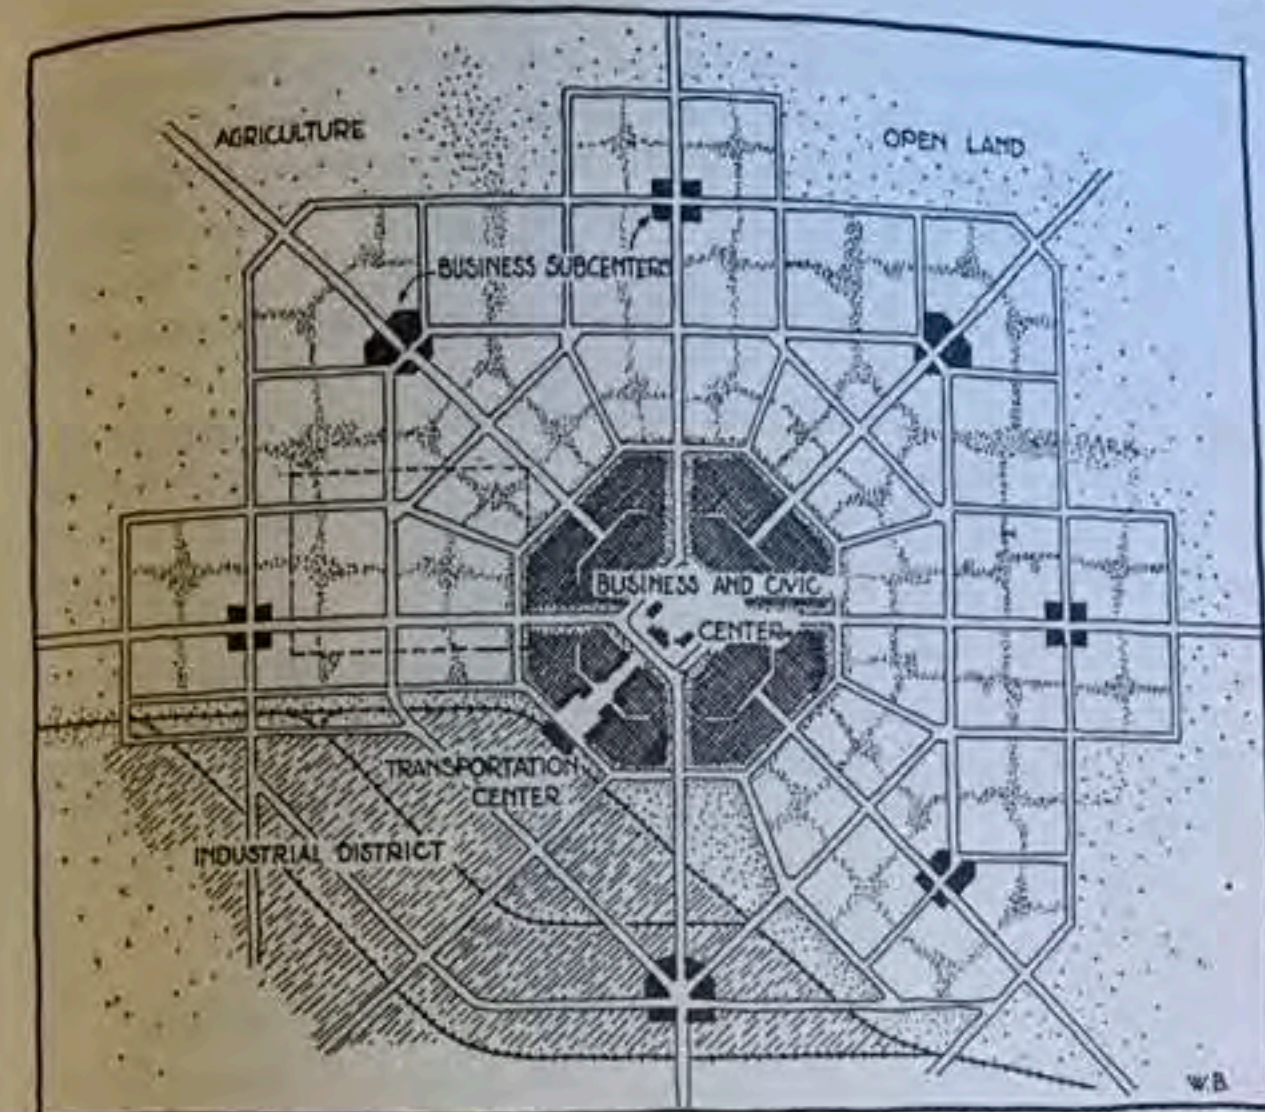 AGRICULTURE
OPEN LAND
BUSINESS SUBCENTERS
PARK
BUSINESS AND CIVIC
CENTER
TRANSPORTATION
CENTER
INDUSTRIAL DISTRICT
W.B.